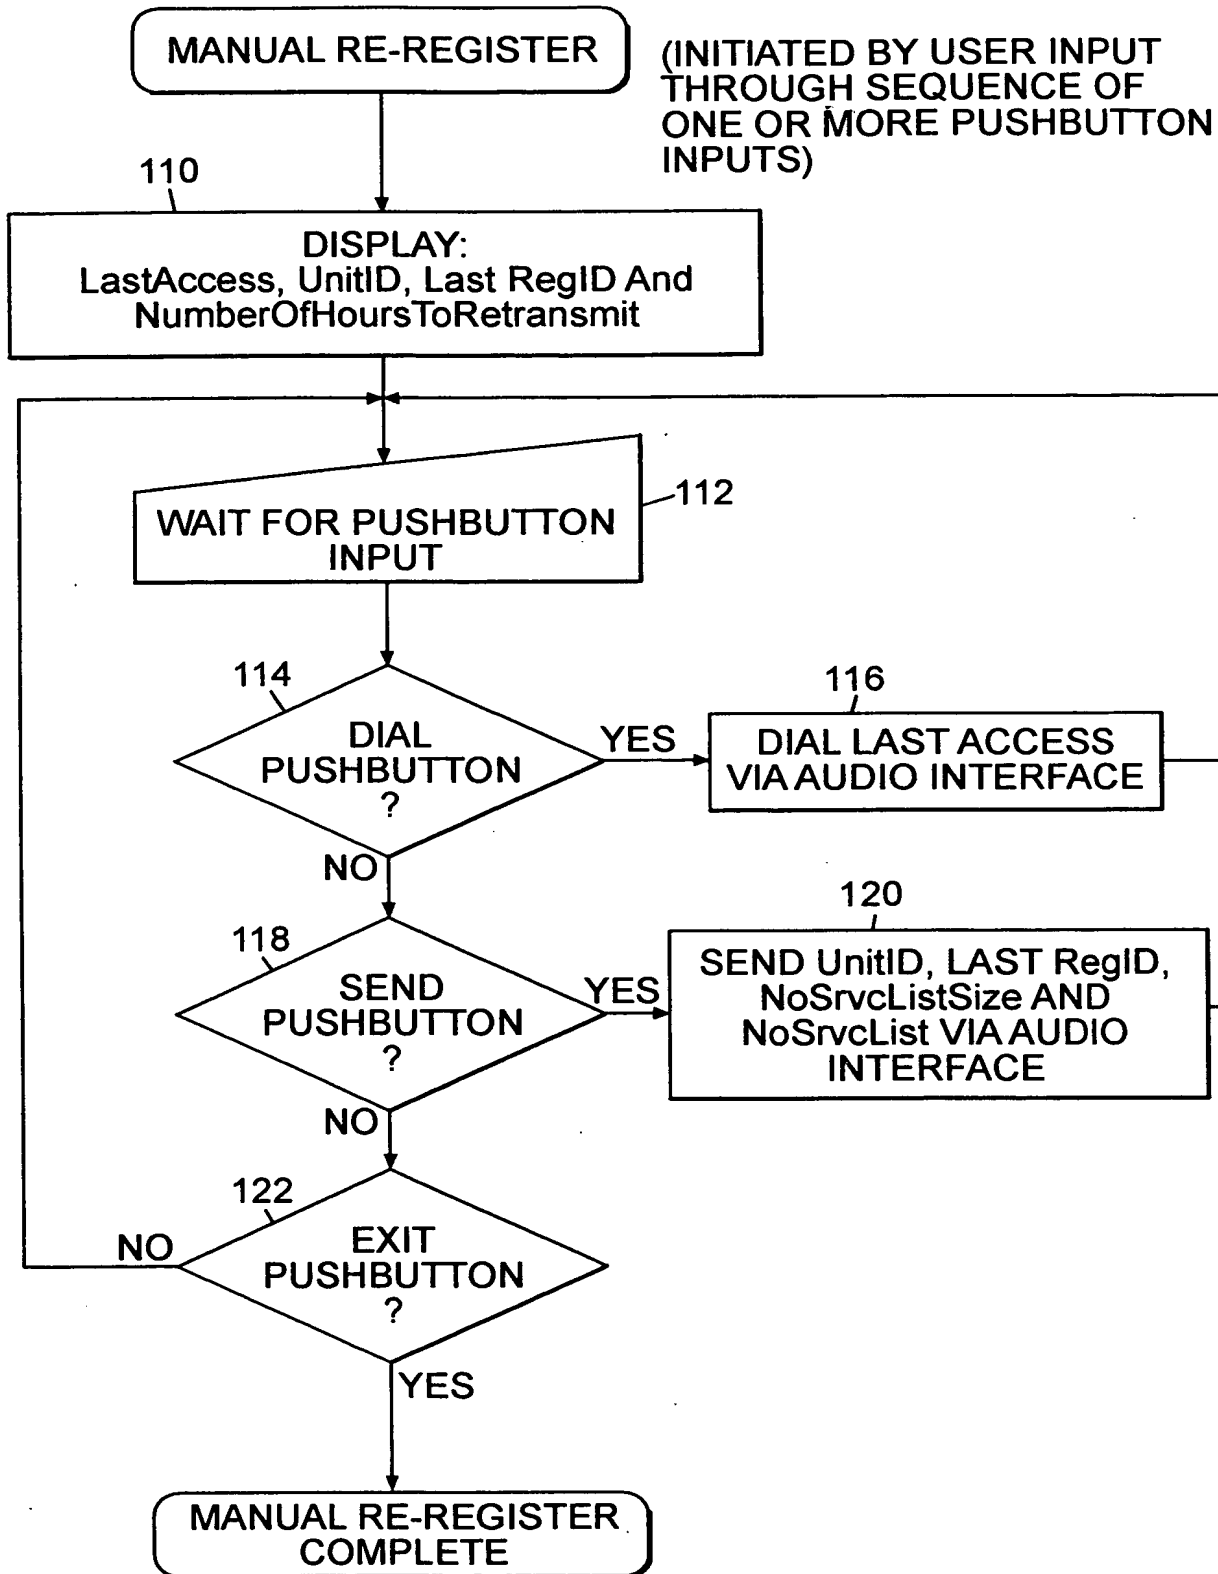 MANUAL RE-REGISTER
(INITIATED BY USER INPUT
THROUGH SEQUENCE OF
ONE OR MORE PUSHBUTTON
INPUTS)
110
DISPLAY:
LastAccess, UnitID, Last RegID And
NumberOfHoursToRetransmit
112
WAIT FOR PUSHBUTTON
INPUT
114
DIAL
PUSHBUTTON
?
YES
116
DIAL LAST ACCESS
VIA AUDIO INTERFACE
NO
118
SEND
PUSHBUTTON
?
YES
120
SEND UnitID, LAST RegID,
NoSrvcListSize AND
NoSrvcList VIA AUDIO
INTERFACE
NO
122
EXIT
PUSHBUTTON
?
NO
YES
MANUAL RE-REGISTER
COMPLETE